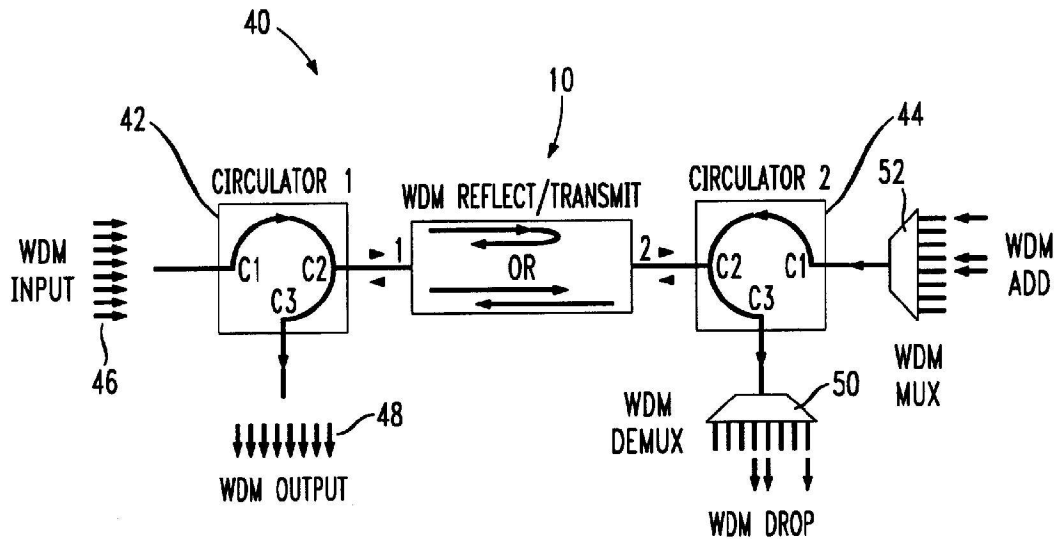 40
10
42
44
CIRCULATOR 1
WDM REFLECT/TRANSMIT
CIRCULATOR 2
52
WDM
INPUT
C1
C2
C3
1
OR
2
C2
C1
C3
WDM
ADD
46
48
WDM OUTPUT
WDM
DEMUX
50
WDM
MUX
WDM DROP